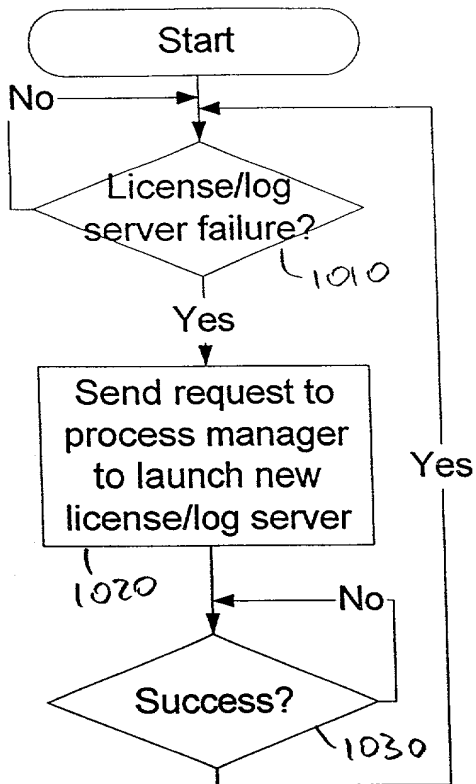 Start
No
License/log
server failure?
1010
Yes
Send request to
process manager
to launch new
license/log server
Yes
1020
No
Success?
1030